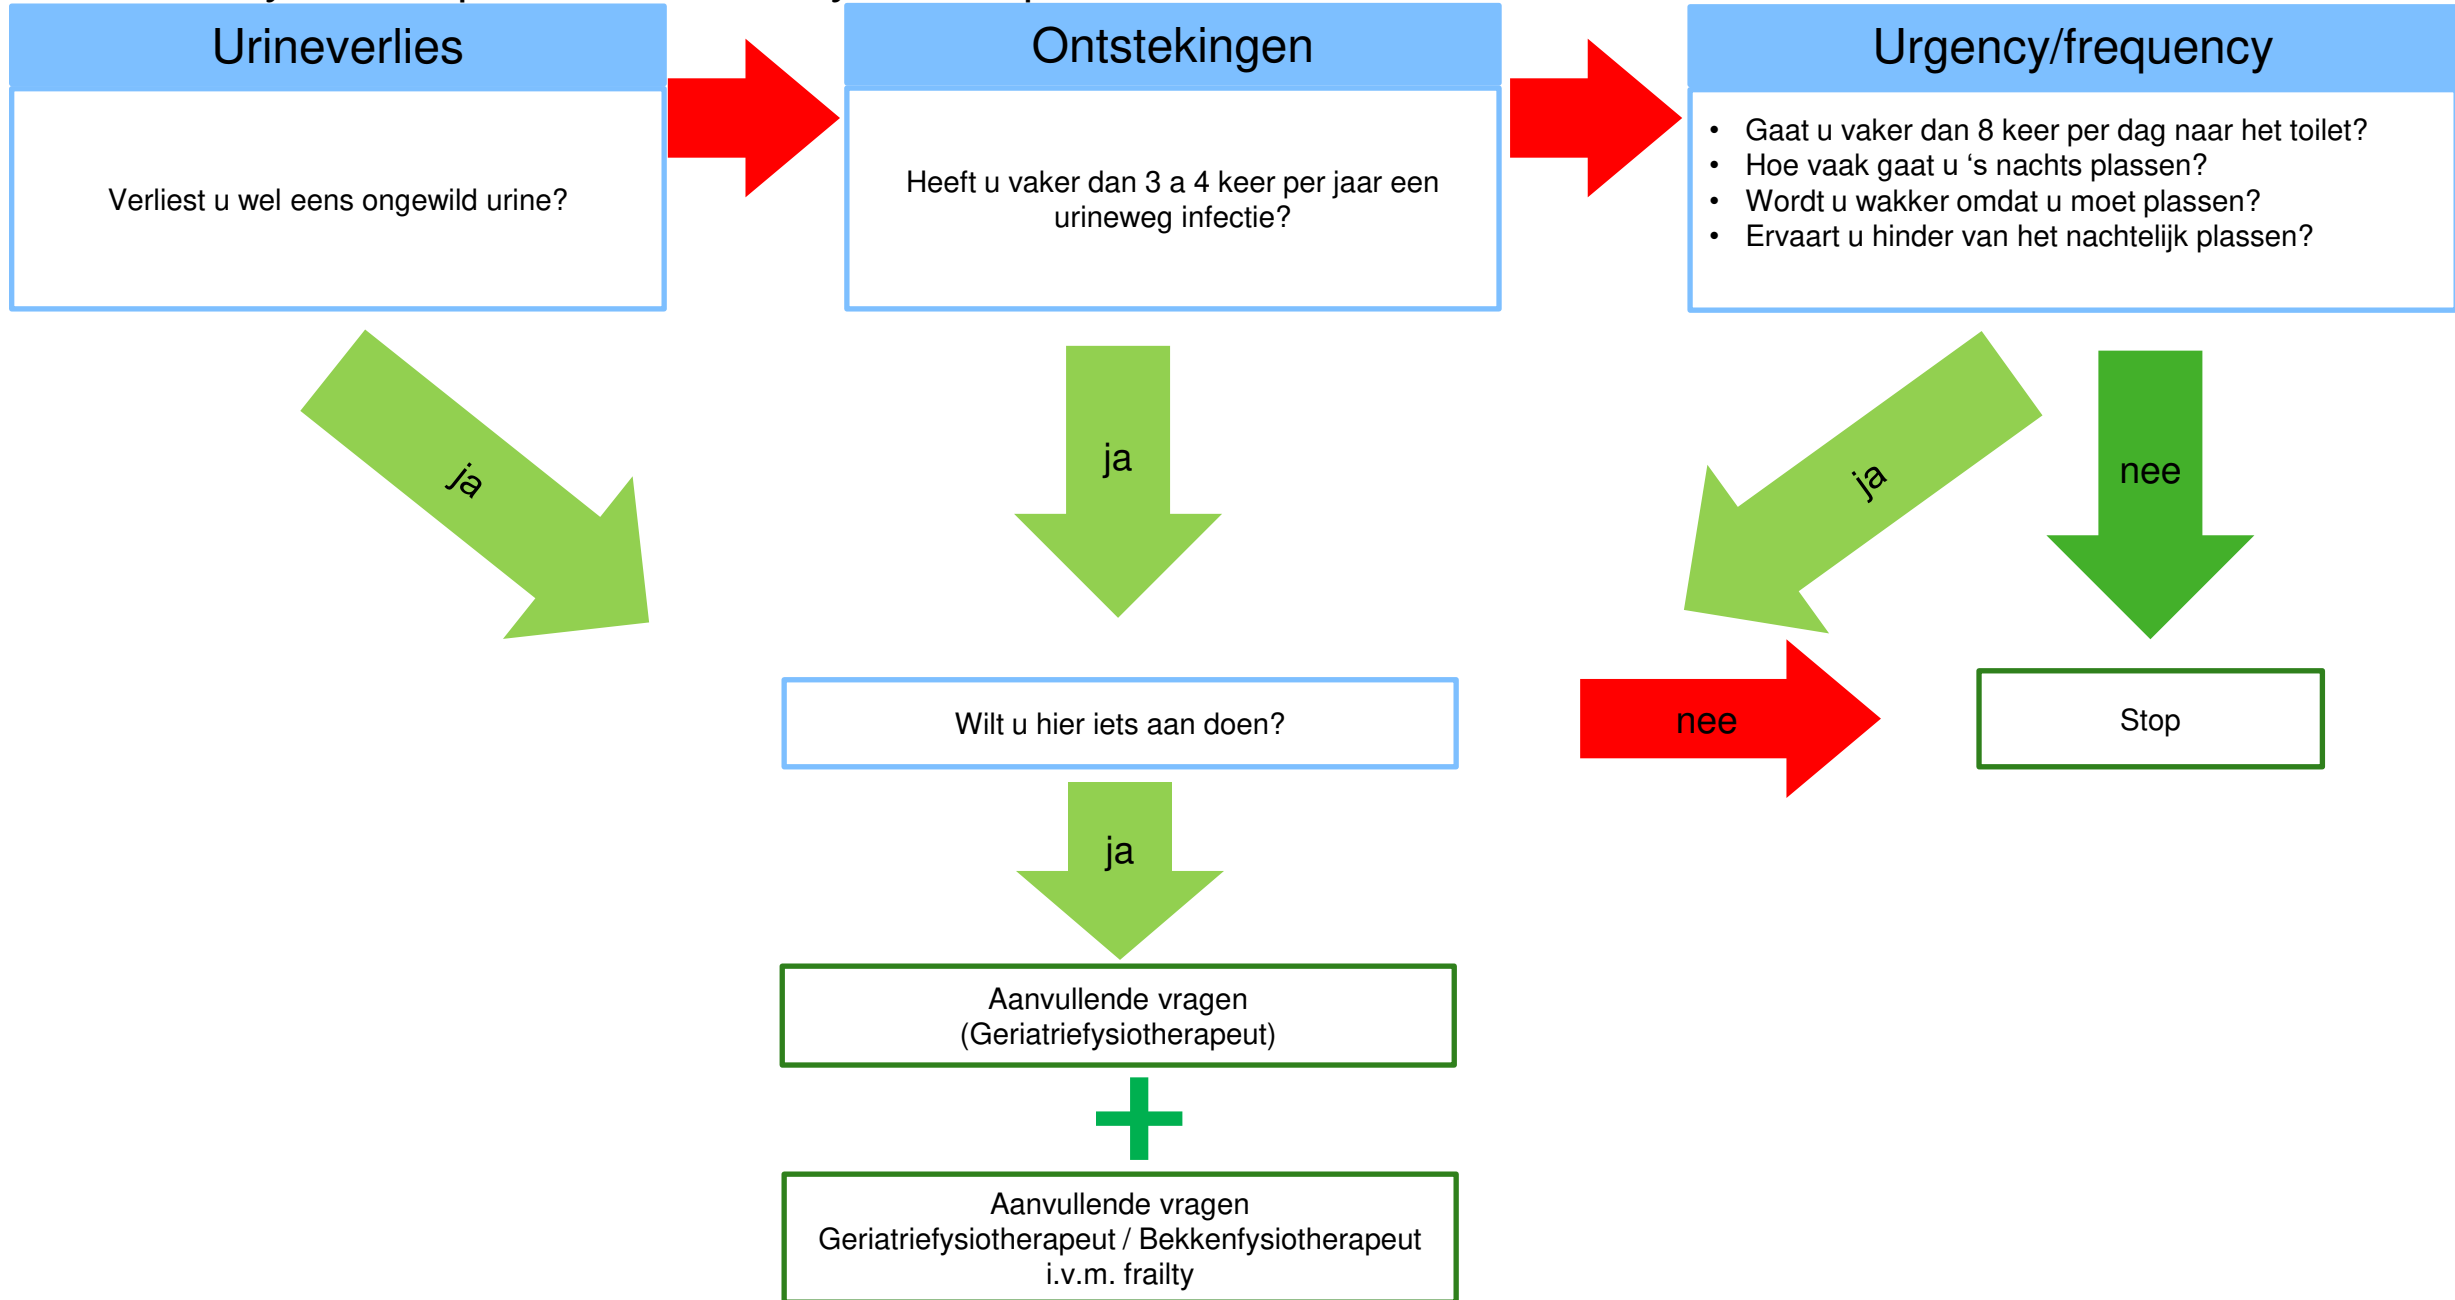 Urineverlies
Verliest u wel eens ongewild urine?
Ontstekingen
Heeft u vaker dan 3 a 4 keer per jaar een
urineweg infectie?
Urgency/frequency
• Gaat u vaker dan 8 keer per dag naar het toilet?
• Hoe vaak gaat u ‘s nachts plassen?
• Wordt u wakker omdat u moet plassen?
• Ervaart u hinder van het nachtelijk plassen?
ja
ja
ja
nee
Wilt u hier iets aan doen?
nee
Stop
ja
Aanvullende vragen
(Geriatriefysiotherapeut)
Aanvullende vragen
Geriatriefysiotherapeut / Bekkenfysiotherapeut
i.v.m. frailty